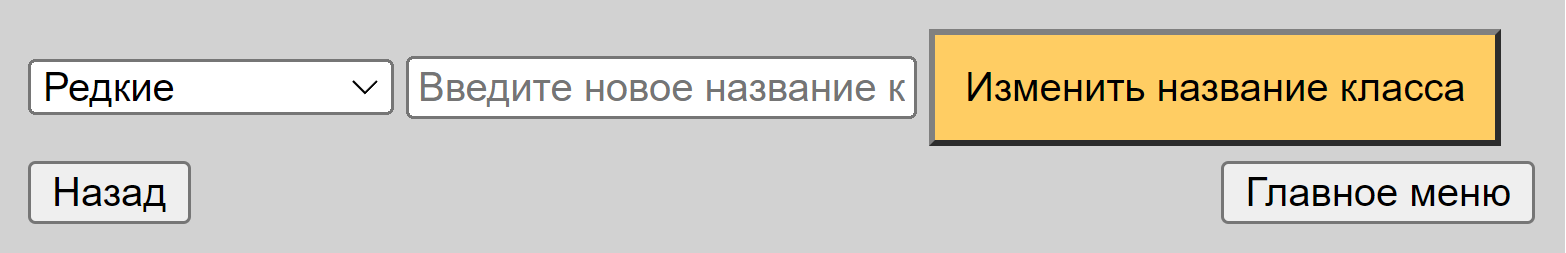 Редкие Введите новое название к Изменить название класса
Назад Главное меню